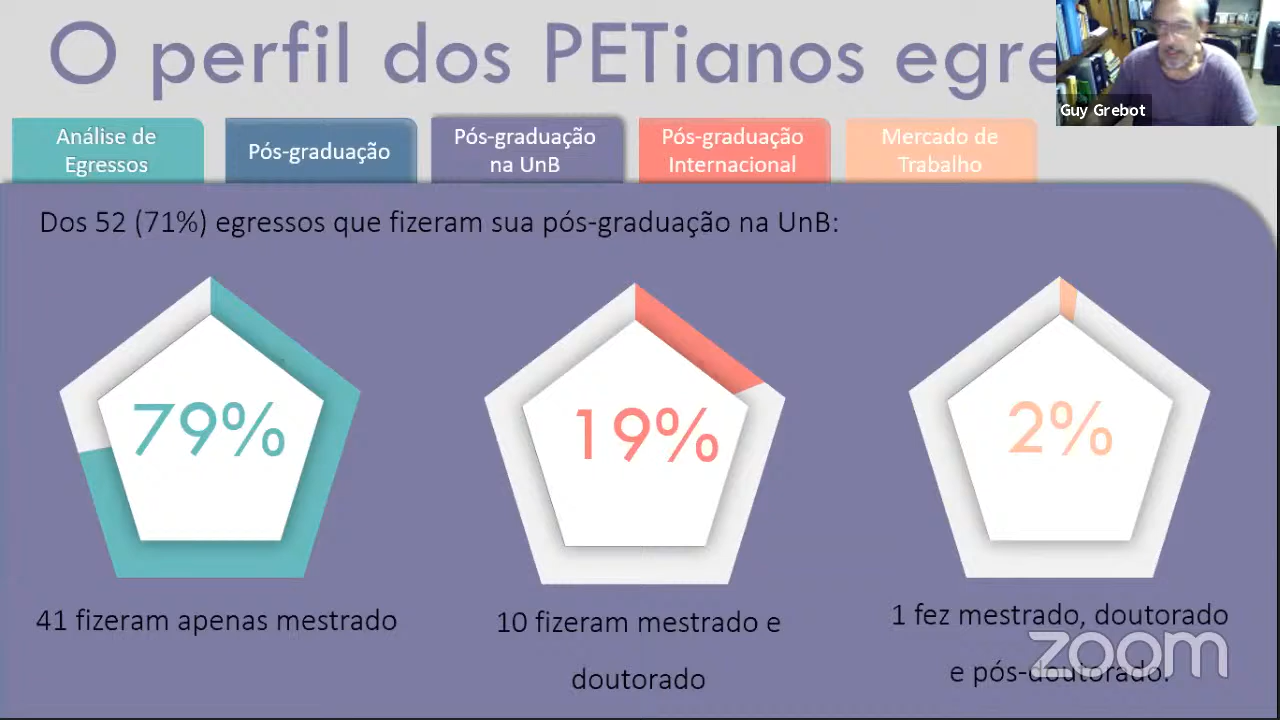 O perfil dos PETianos egre
Guy Grebot
Análise de
Egressos
Pós-graduação
Pós-graduação
na UnB
Pós-graduação
Internacional
Mercado de
Trabalho
Dos 52 (71%) egressos que fizeram sua pós-graduação na UnB:
79%
19%
2%
41 fizeram apenas mestrado
10 fizeram mestrado e
doutorado
1 fez mestrado, doutorado
e pós-doutorado.
zoom